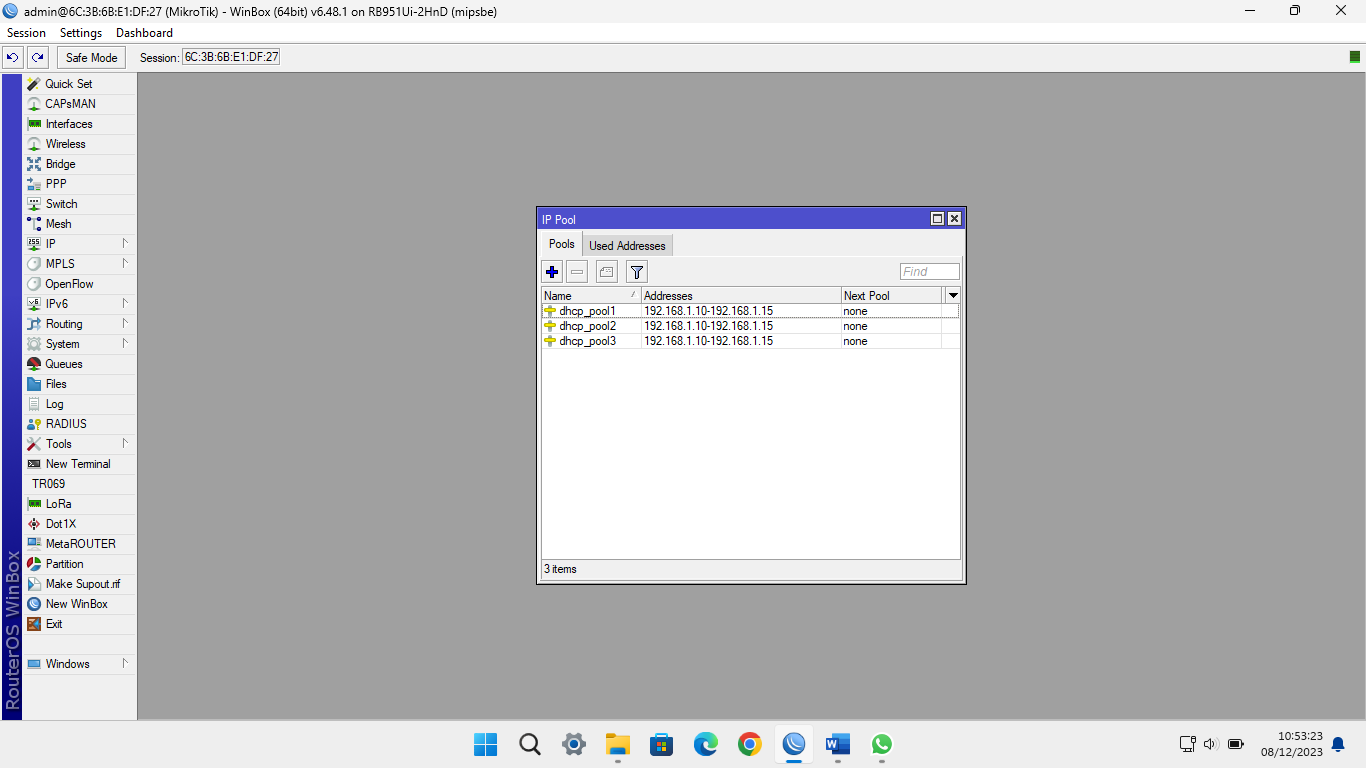 admin@6C:3B:6B:E1:DF:27 (MikroTik) - WinBox (64bit) v6.48.1 on RB951Ui-2HnD (mipsbe)
Session Settings Dashboard
Safe Mode Session: 6C:3B:6B:E1:DF:27
Quick Set
CAPsMAN
Interfaces
Wireless
Bridge
PPP
Switch
Mesh
IP
MPLS
OpenFlow
IPv6
Routing
System
Queues
Files
Log
RADIUS
Tools
New Terminal
TR069
LoRa
Dot1X
MetaROUTER
Partition
Make Supout.rif
New WinBox
Exit
Windows
RouterOS WinBox
IP Pool
Pools Used Addresses
Find
Name Addresses Next Pool
dhcp_pool1 192.168.1.10-192.168.1.15 none
dhcp_pool2 192.168.1.10-192.168.1.15 none
dhcp_pool3 192.168.1.10-192.168.1.15 none
3 items
10:53:23
08/12/2023